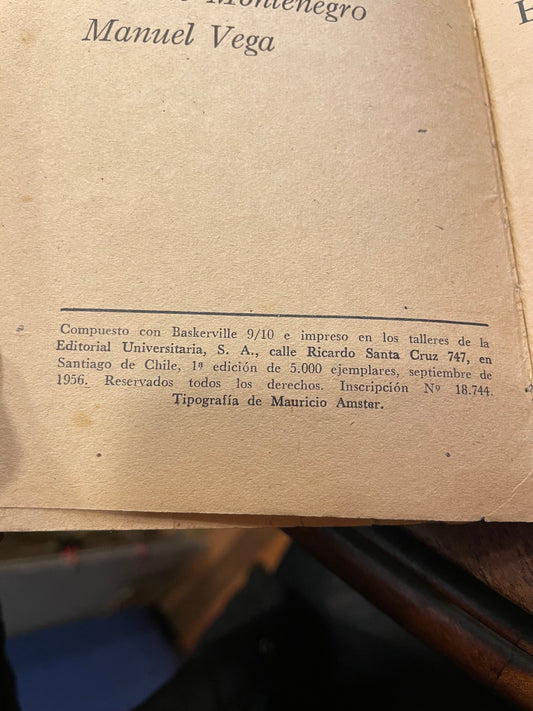 Montenegro
Manuel Vega
Compuesto con Baskerville 9/10 e impreso en los talleres de la
Editorial Universitaria, S. A., calle Ricardo Santa Cruz 747, en
Santiago de Chile, 1ª edición de 5.000 ejemplares, septiembre de
1956. Reservados todos los derechos. Inscripción Nº 18.744.
Tipografía de Mauricio Amster.